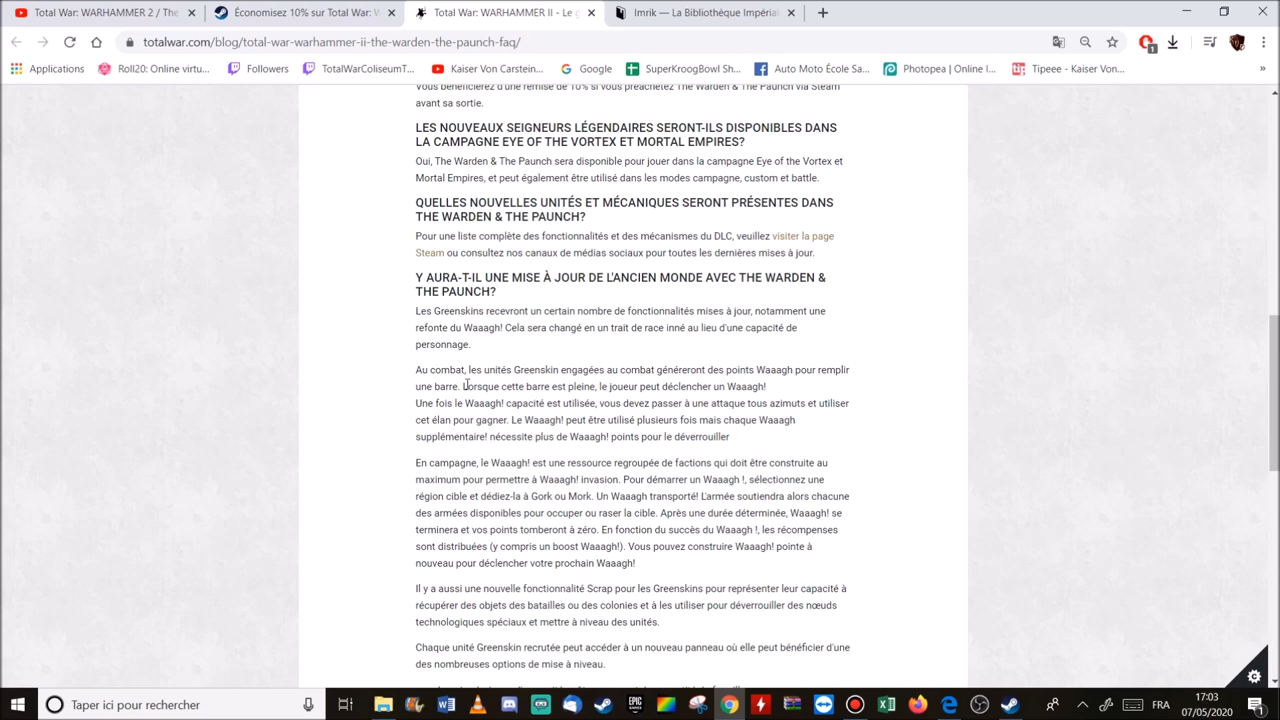 Total War: WARHAMMER 2 / The
Économisez 10% sur Total War: W
Total War: WARHAMMER II - Le g
Imrik — La Bibliothèque Impérial
totalwar.com/blog/total-war-warhammer-ii-the-warden-the-paunch-faq/
Applications
Roll20: Online virtu...
Followers
TotalWarColiseumT...
Kaiser Von Carstein...
Google
SuperKroogBowl Sh...
Auto Moto École Sa...
Photopea | Online I...
Tipeee - Kaiser Von...
Vous bénéficierez d'une remise de 10% si vous préachetez The Warden & The Paunch via Steam
avant sa sortie.
LES NOUVEAUX SEIGNEURS LÉGENDAIRES SERONT-ILS DISPONIBLES DANS
LA CAMPAGNE EYE OF THE VORTEX ET MORTAL EMPIRES?
Oui, The Warden & The Paunch sera disponible pour jouer dans la campagne Eye of the Vortex et
Mortal Empires, et peut également être utilisé dans les modes campagne, custom et battle.
QUELLES NOUVELLES UNITÉS ET MÉCANIQUES SERONT PRÉSENTES DANS
THE WARDEN & THE PAUNCH?
Pour une liste complète des fonctionnalités et des mécanismes du DLC, veuillez visiter la page
Steam ou consultez nos canaux de médias sociaux pour toutes les dernières mises à jour.
Y AURA-T-IL UNE MISE À JOUR DE L'ANCIEN MONDE AVEC THE WARDEN &
THE PAUNCH?
Les Greenskins recevront un certain nombre de fonctionnalités mises à jour, notamment une
refonte du Waaagh! Cela sera changé en un trait de race inné au lieu d'une capacité de
personnage.
Au combat, les unités Greenskin engagées au combat généreront des points Waaagh pour remplir
une barre. Lorsque cette barre est pleine, le joueur peut déclencher un Waaagh!
Une fois le Waaagh! capacité est utilisée, vous devez passer à une attaque tous azimuts et utiliser
cet élan pour gagner. Le Waaagh! peut être utilisé plusieurs fois mais chaque Waaagh
supplémentaire! nécessite plus de Waaagh! points pour le déverrouiller
En campagne, le Waaagh! est une ressource regroupée de factions qui doit être construite au
maximum pour permettre à Waaagh! invasion. Pour démarrer un Waaagh !, sélectionnez une
région cible et dédiez-la à Gork ou Mork. Un Waaagh transporté! L'armée soutiendra alors chacune
des armées disponibles pour occuper ou raser la cible. Après une durée déterminée, Waaagh! se
terminera et vos points tomberont à zéro. En fonction du succès du Waaagh !, les récompenses
sont distribuées (y compris un boost Waaagh!). Vous pouvez construire Waaagh! pointe à
nouveau pour déclencher votre prochain Waaagh!
Il y a aussi une nouvelle fonctionnalité Scrap pour les Greenskins pour représenter leur capacité à
récupérer des objets des batailles ou des colonies et à les utiliser pour déverrouiller des nœuds
technologiques spéciaux et mettre à niveau des unités.
Chaque unité Greenskin recrutée peut accéder à un nouveau panneau où elle peut bénéficier d'une
des nombreuses options de mise à niveau.
Taper ici pour rechercher
FRA
17:03
07/05/2020